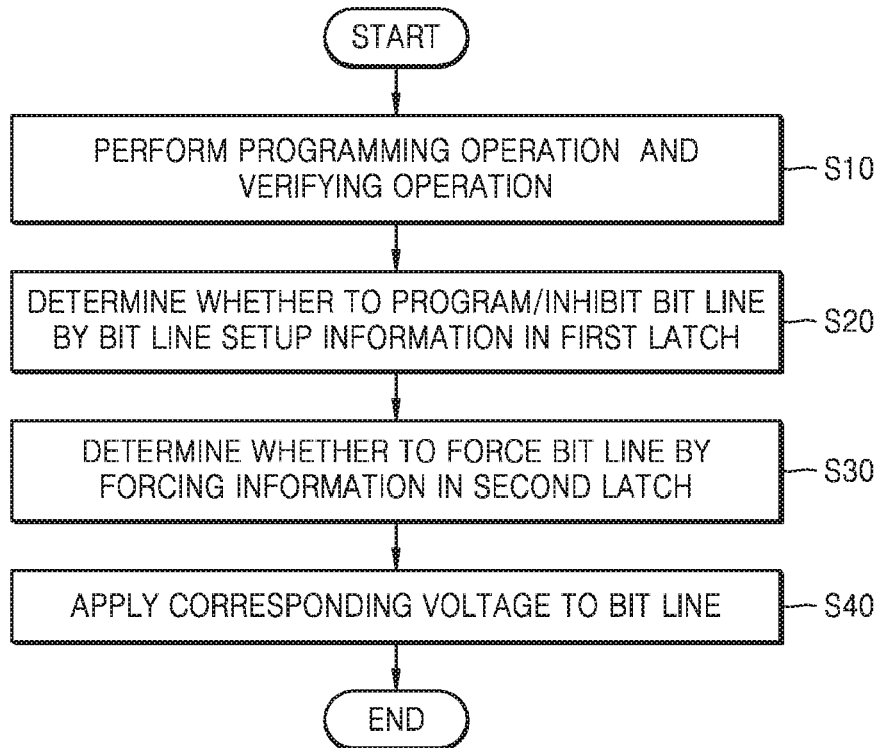 START
PERFORM PROGRAMMING OPERATION AND
VERIFYING OPERATION
S10
DETERMINE WHETHER TO PROGRAM/INHIBIT BIT LINE
BY BIT LINE SETUP INFORMATION IN FIRST LATCH
S20
DETERMINE WHETHER TO FORCE BIT LINE BY
FORCING INFORMATION IN SECOND LATCH
S30
APPLY CORRESPONDING VOLTAGE TO BIT LINE
S40
END